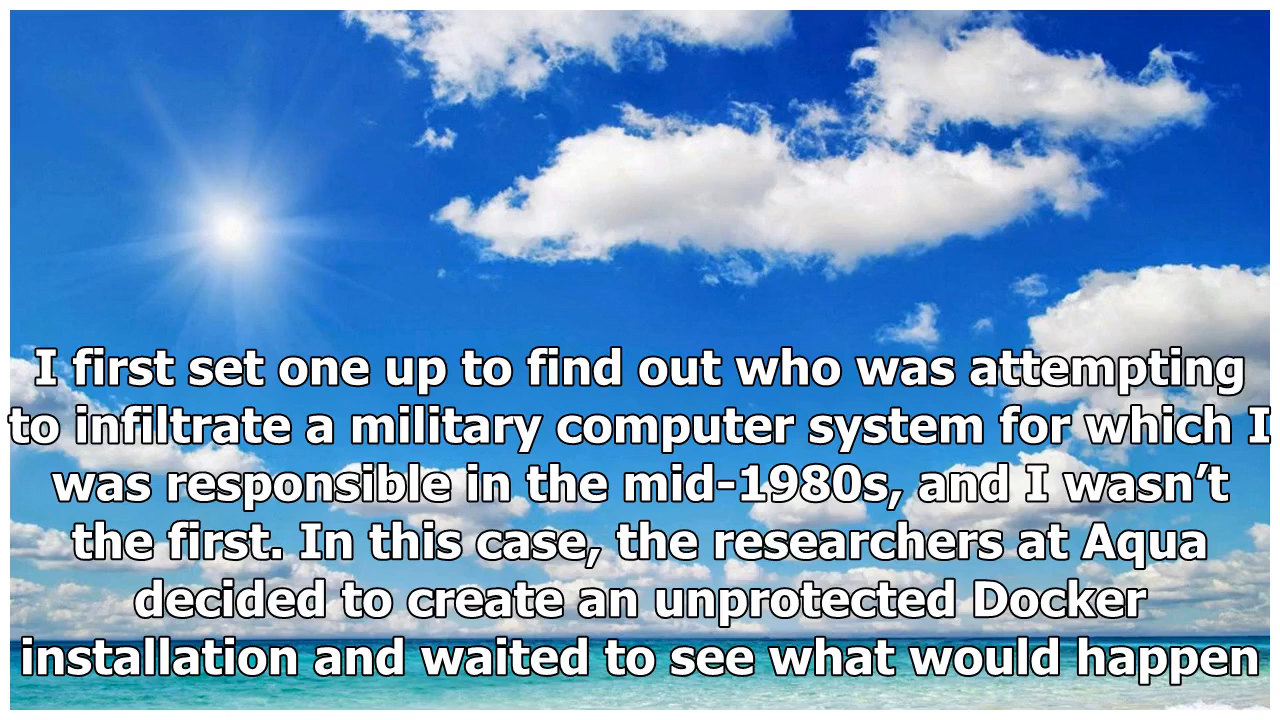 I first set one up to find out who was attempting
to infiltrate a military computer system for which I
was responsible in the mid-1980s, and I wasn’t
the first. In this case, the researchers at Aqua
decided to create an unprotected Docker
installation and waited to see what would happen